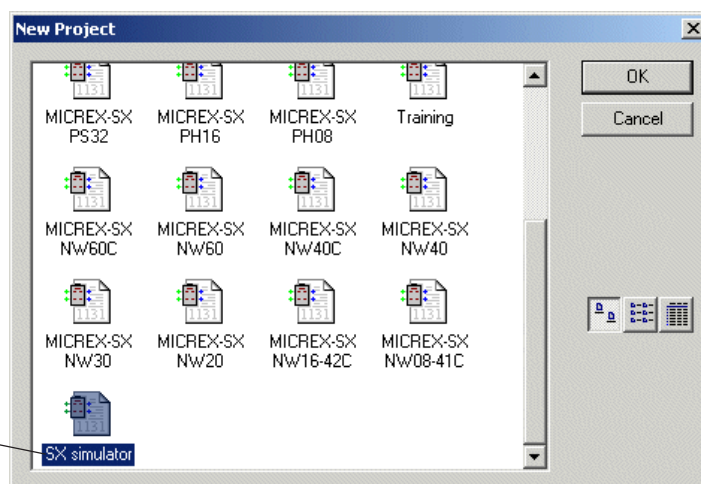 New Project
OK
Cancel
MICREX-SX MICREX-SX MICREX-SX Training
PS32 PH16 PH08
MICREX-SX MICREX-SX MICREX-SX MICREX-SX
NW60C NW60 NW40C NW40
MICREX-SX MICREX-SX MICREX-SX MICREX-SX
NW30 NW20 NW16-42C NW08-41C
1131
SX simulator